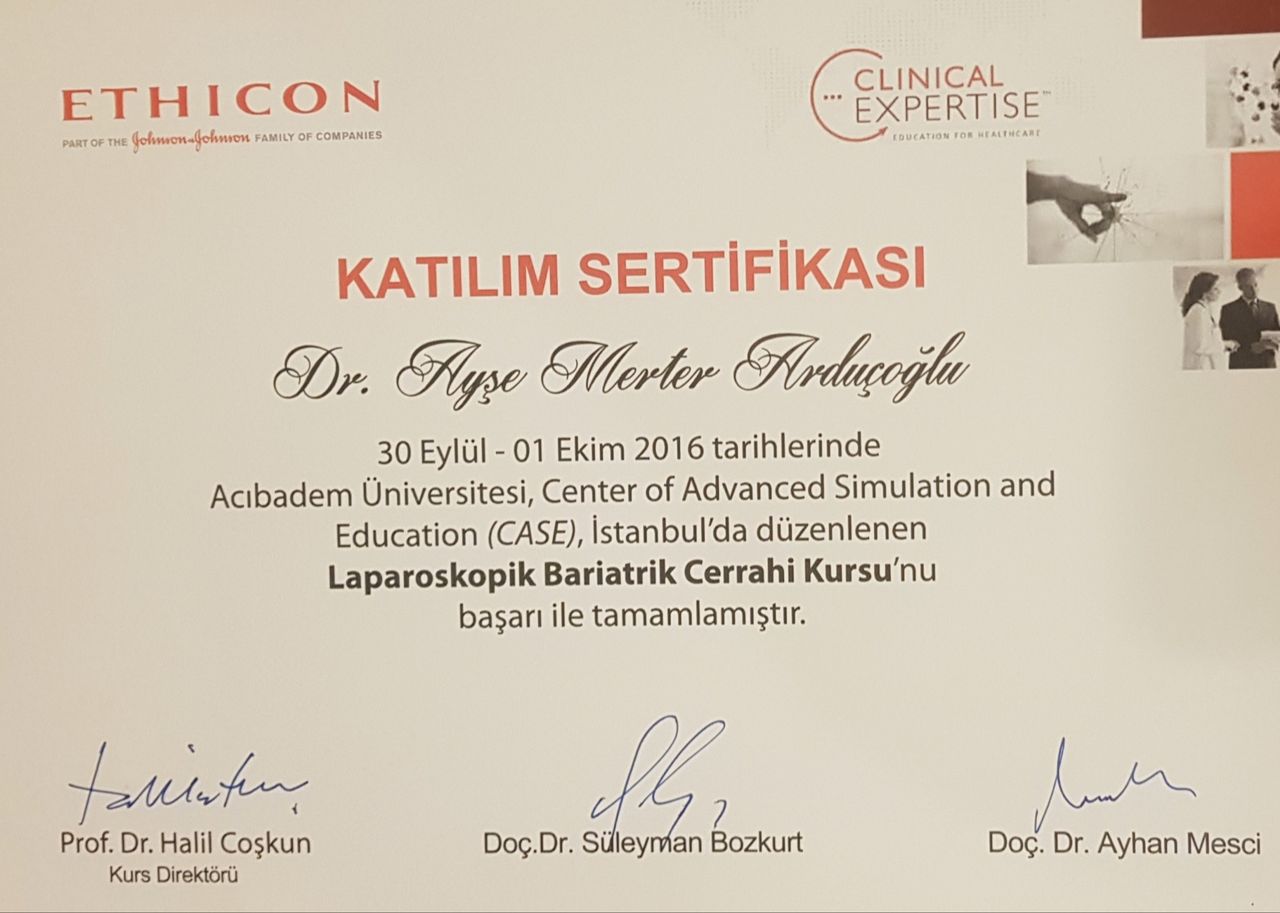 ETHICON
PART OF THE Johnson&Johnson FAMILY OF COMPANIES
CLINICAL
EXPERTISE™
EDUCATION FOR HEALTHCARE
KATILIM SERTİFİKASI
Dr. Ayşe Merter Arduçoğlu
30 Eylül - 01 Ekim 2016 tarihlerinde
Acıbadem Üniversitesi, Center of Advanced Simulation and
Education (CASE), İstanbul'da düzenlenen
Laparoskopik Bariatrik Cerrahi Kursu'nu
başarı ile tamamlamıştır.
Prof. Dr. Halil Coşkun
Kurs Direktörü
Doç.Dr. Süleyman Bozkurt
Doç. Dr. Ayhan Mesci